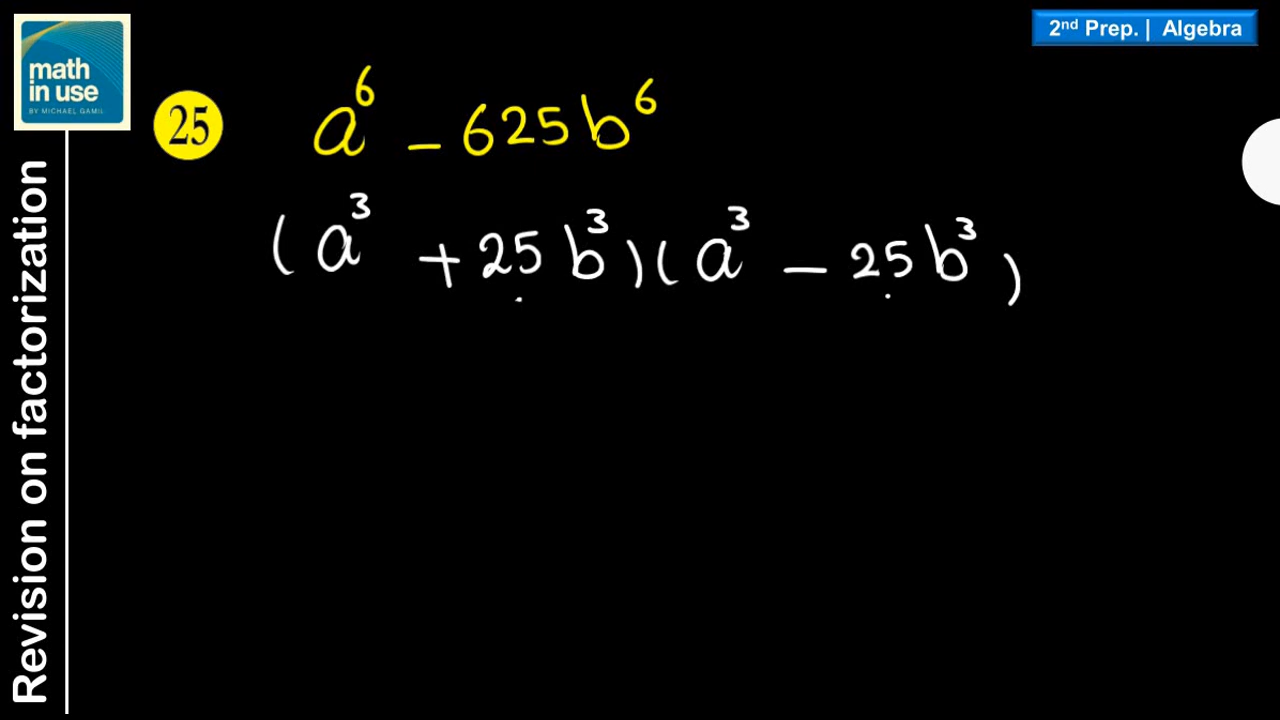 math
in use
BY MICHAEL GAMIL
2nd Prep. | Algebra
Revision on factorization
25
a⁶ - 625b⁶
(a³ + 25b³)(a³ - 25b³)